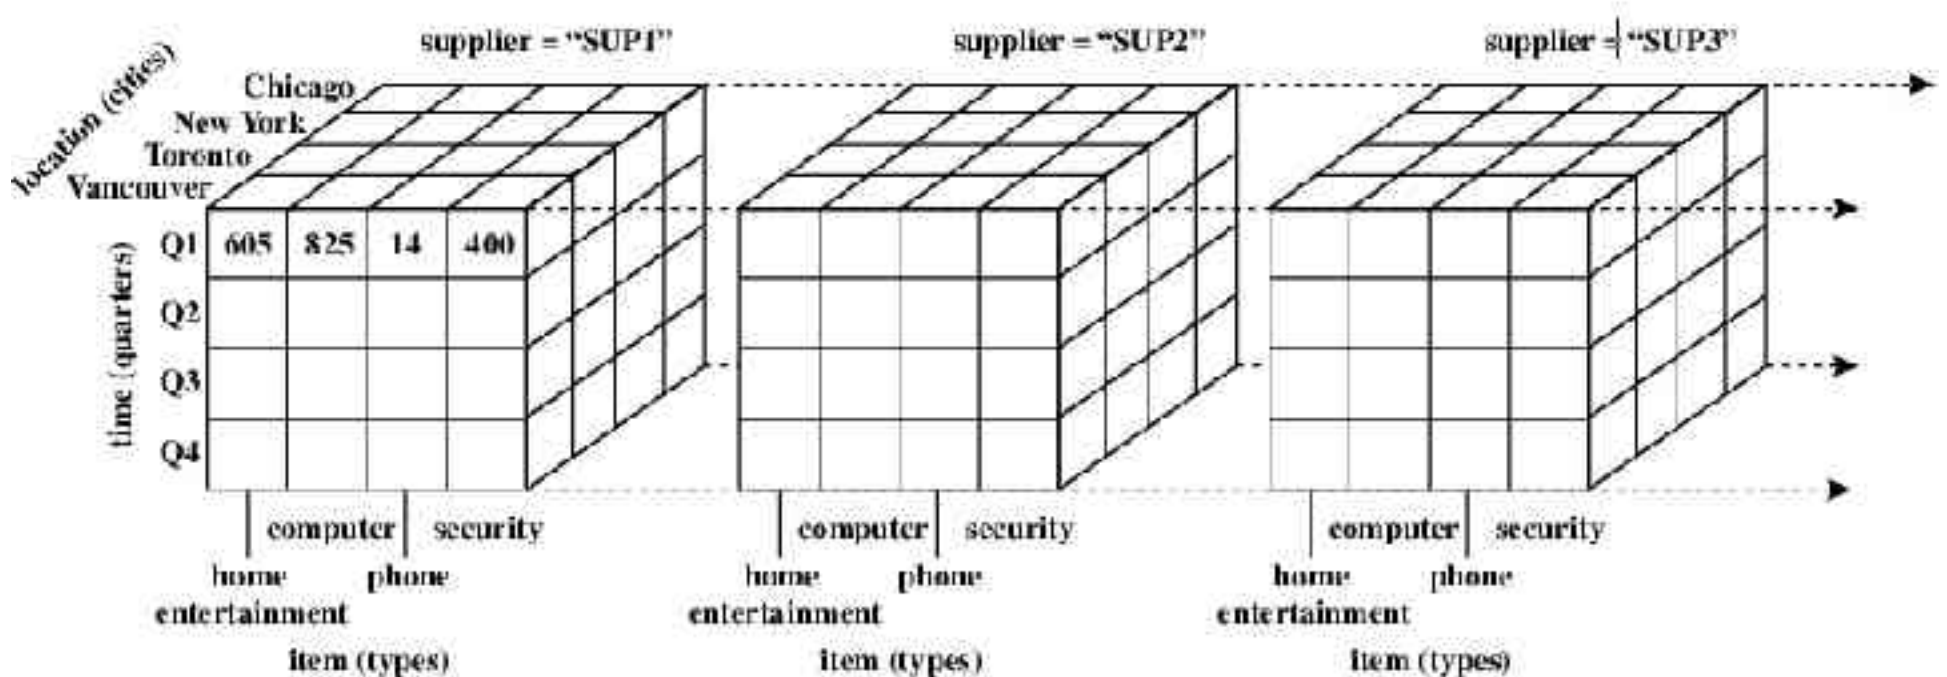 supplier = “SUP1”
supplier = “SUP2”
supplier = “SUP3”
location (cities)
Chicago
New York
Toronto
Vancouver
time (quarters)
Q1 605 825 14 400
Q2
Q3
Q4
computer security
home phone
entertainment
item (types)
computer security
home phone
entertainment
item (types)
computer security
home phone
entertainment
item (types)